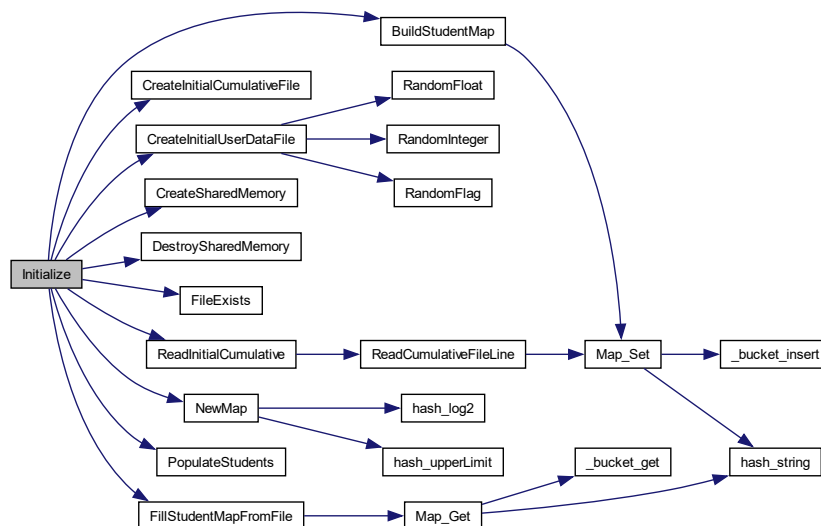 BuildStudentMap
CreateInitialCumulativeFile
RandomFloat
CreateInitialUserDataFile
RandomInteger
CreateSharedMemory
RandomFlag
DestroySharedMemory
Initialize
FileExists
ReadInitialCumulative
ReadCumulativeFileLine
Map_Set
_bucket_insert
NewMap
hash_log2
PopulateStudents
hash_upperLimit
_bucket_get
hash_string
FillStudentMapFromFile
Map_Get